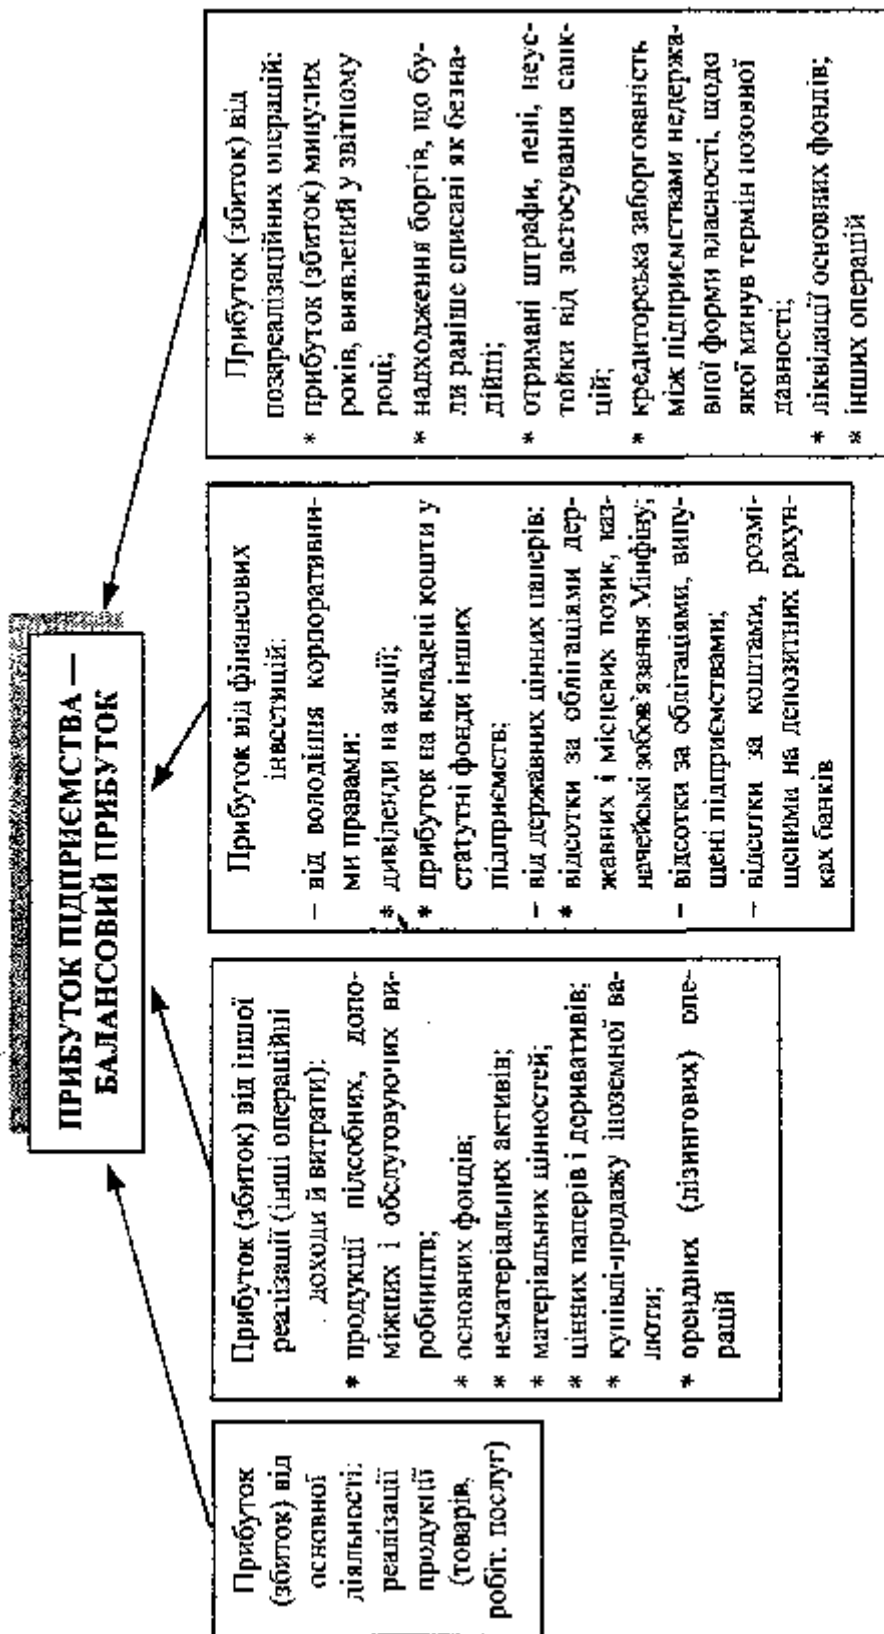 ПРИБУТОК ПІДПРИЄМСТВА —
БАЛАНСОВИЙ ПРИБУТОК
Прибуток
(збиток) від
основної
діяльності:
реалізації
продукції
(товарів,
робіт. послуг)
Прибуток (збиток) від іншої
реалізації (інші операційні
доходи й витрати):
* продукції підсобних, допо-
міжних і обслуговуючих ви-
робництв;
* основних фондів;
* нематеріальних активів;
* матеріальних цінностей;
* цінних паперів і деривативів;
* купівлі-продажу іноземної ва-
люти;
* орендних (лізингових) опе-
рацій
Прибуток від фінансових
інвестицій:
– від володіння корпоративни-
ми правами:
* дивіденди на акції;
* прибуток на вкладені кошти у
статутні фонди інших
підприємств;
– від державних цінних паперів:
* відсотки за облігаціями дер-
жавних і місцевих позик, каз-
начейські зобов'язання Мінфіну;
– відсотки за облігаціями, випу-
щені підприємствами;
– відсотки за коштами, розмі-
щеними на депозитних рахун-
ках банків
Прибуток (збиток) від
позареалізаційних операцій:
* прибуток (збиток) минулих
років, виявлений у звітному
році;
* надходження боргів, що бу-
ли раніше списані як безна-
дійні;
* отримані штрафи, пені, неус-
тойки від застосування санк-
цій;
* кредиторська заборгованість
між підприємствами недержа-
вної форми власності, щодо
якої минув термін позовної
давності;
* ліквідації основних фондів;
* інших операцій